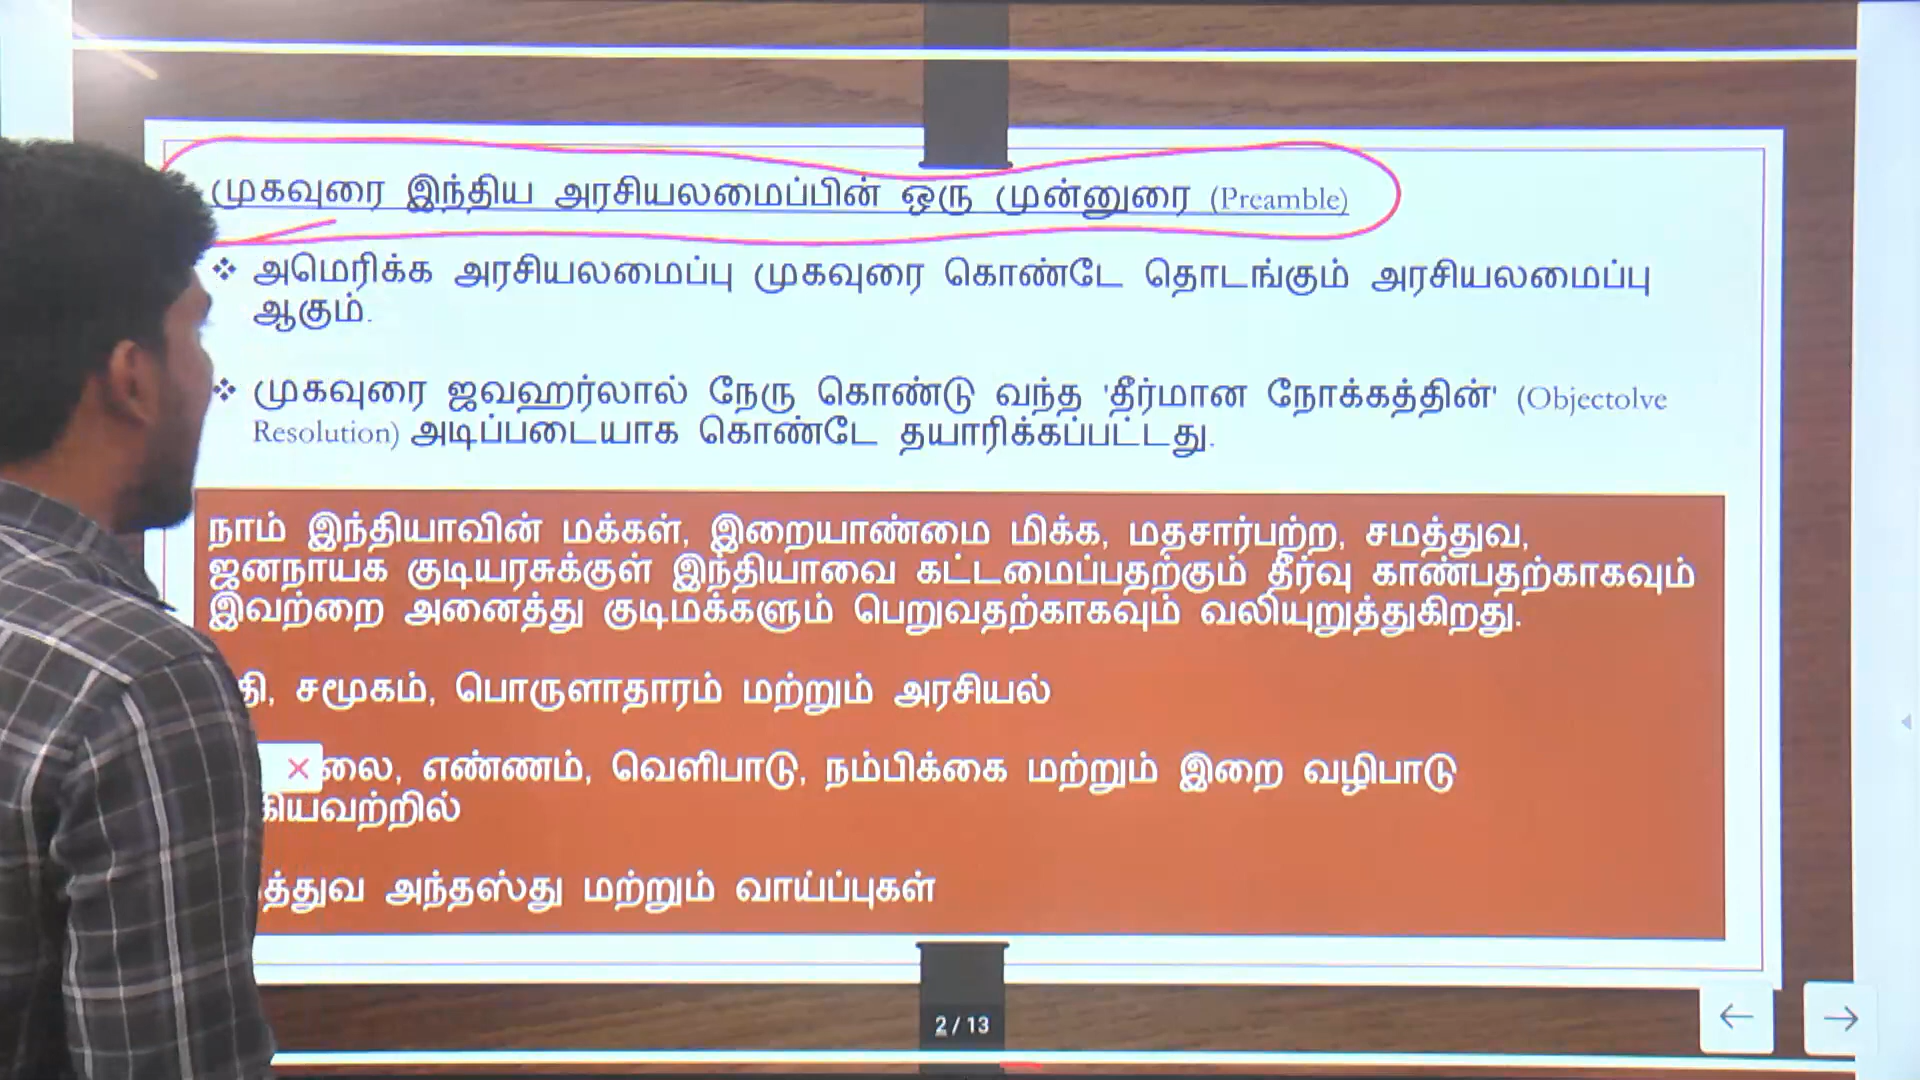 முகவுரை இந்திய அரசியலமைப்பின் ஒரு முன்னுரை (Preamble)
❖ அமெரிக்க அரசியலமைப்பு முகவுரை கொண்டே தொடங்கும் அரசியலமைப்பு
ஆகும்.
❖ முகவுரை ஜவஹர்லால் நேரு கொண்டு வந்த 'தீர்மான நோக்கத்தின்' (Objectolve
Resolution) அடிப்படையாக கொண்டே தயாரிக்கப்பட்டது.
நாம் இந்தியாவின் மக்கள், இறையாண்மை மிக்க, மதசார்பற்ற, சமத்துவ,
ஜனநாயக குடியரசுக்குள் இந்தியாவை கட்டமைப்பதற்கும் தீர்வு காண்பதற்காகவும்
இவற்றை அனைத்து குடிமக்களும் பெறுவதற்காகவும் வலியுறுத்துகிறது.
சமூகம், பொருளாதாரம் மற்றும் அரசியல்
எண்ணம், வெளிபாடு, நம்பிக்கை மற்றும் இறை வழிபாடு
அந்தஸ்து மற்றும் வாய்ப்புகள்
2 / 13